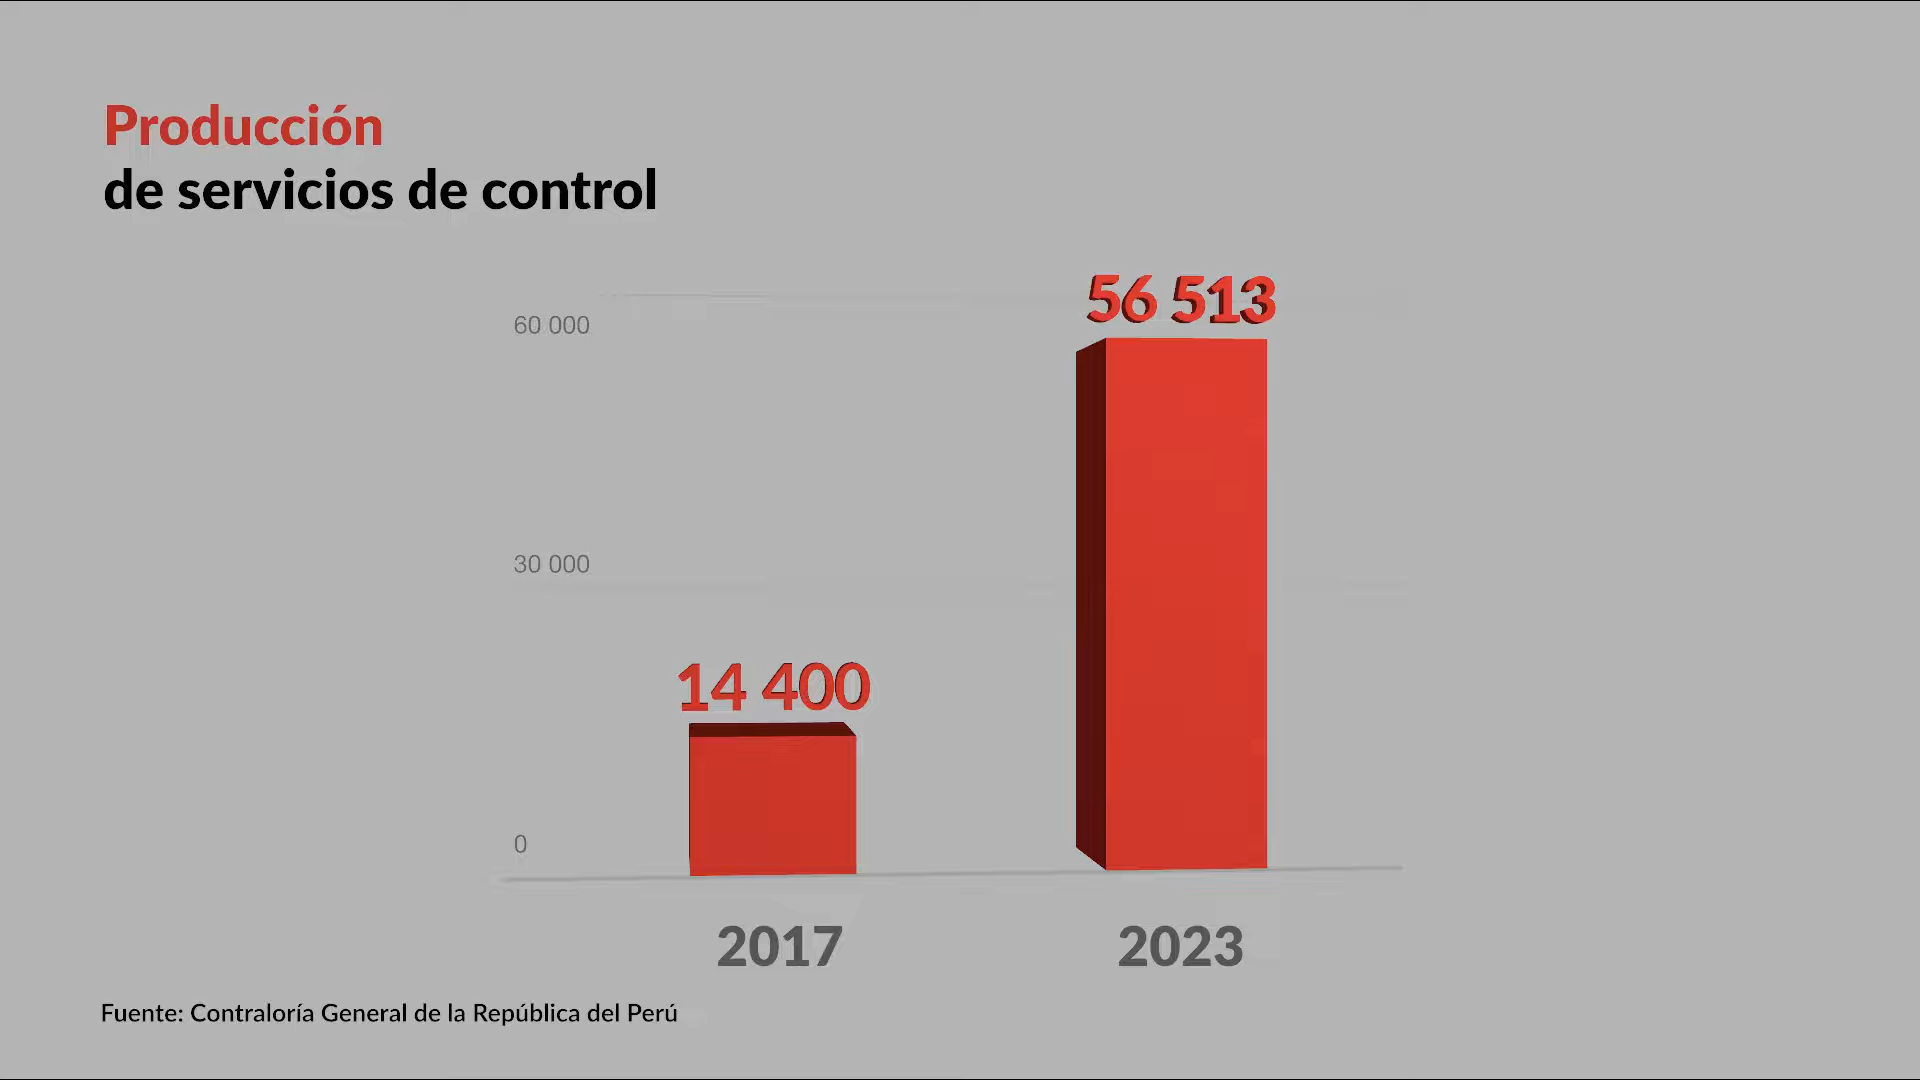 Producción
de servicios de control
56 513
60 000
30 000
14 400
0
2017
2023
Fuente: Contraloría General de la República del Perú